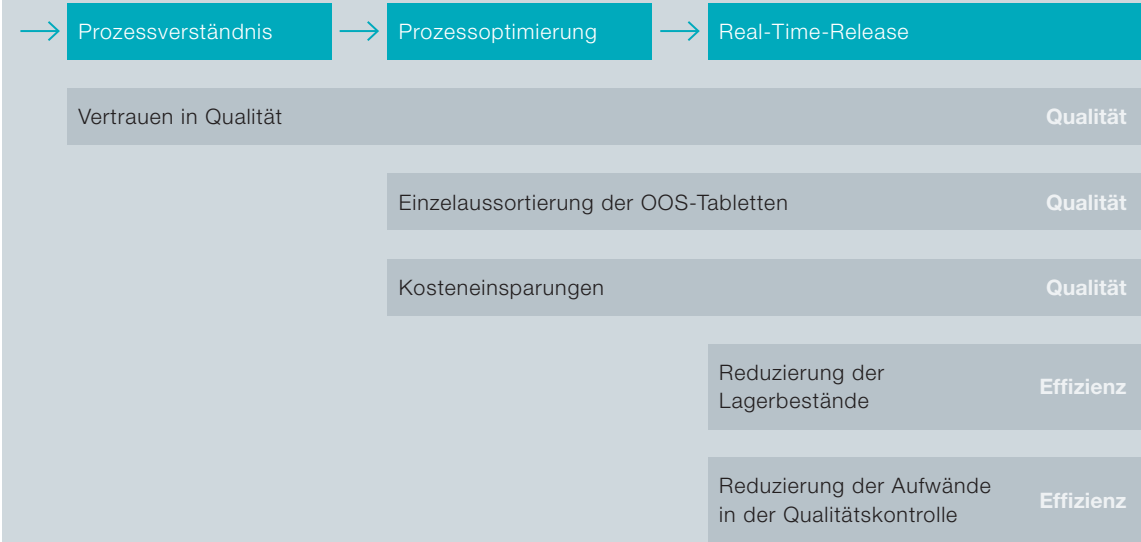 Prozessverständnis
Prozessoptimierung
Real-Time-Release
Vertrauen in Qualität
Qualität
Einzelaussortierung der OOS-Tabletten
Qualität
Kosteneinsparungen
Qualität
Reduzierung der
Lagerbestände
Effizienz
Reduzierung der Aufwände
in der Qualitätskontrolle
Effizienz